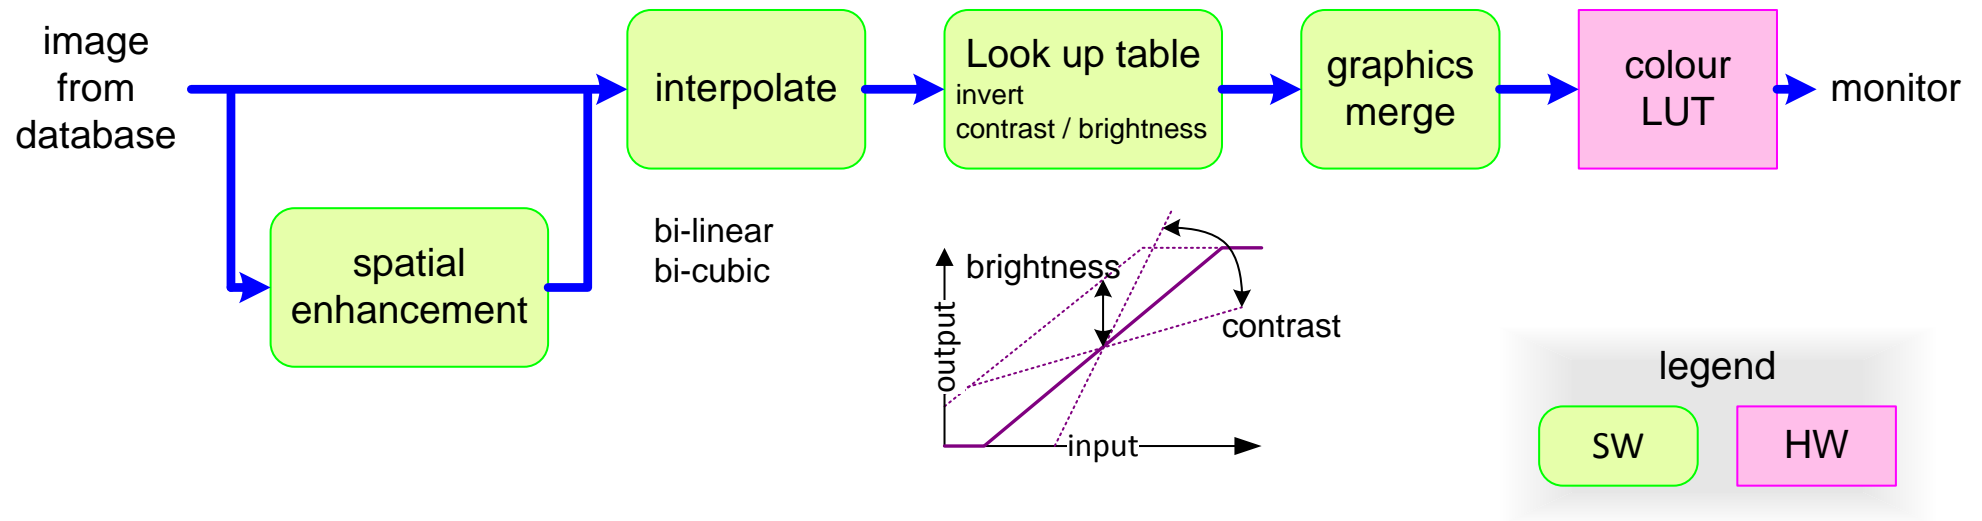 image
from
database
spatial
enhancement
interpolate
bi-linear
bi-cubic
Look up table
invert
contrast / brightness
graphics
merge
colour
LUT
monitor
brightness
contrast
output
input
legend
SW
HW